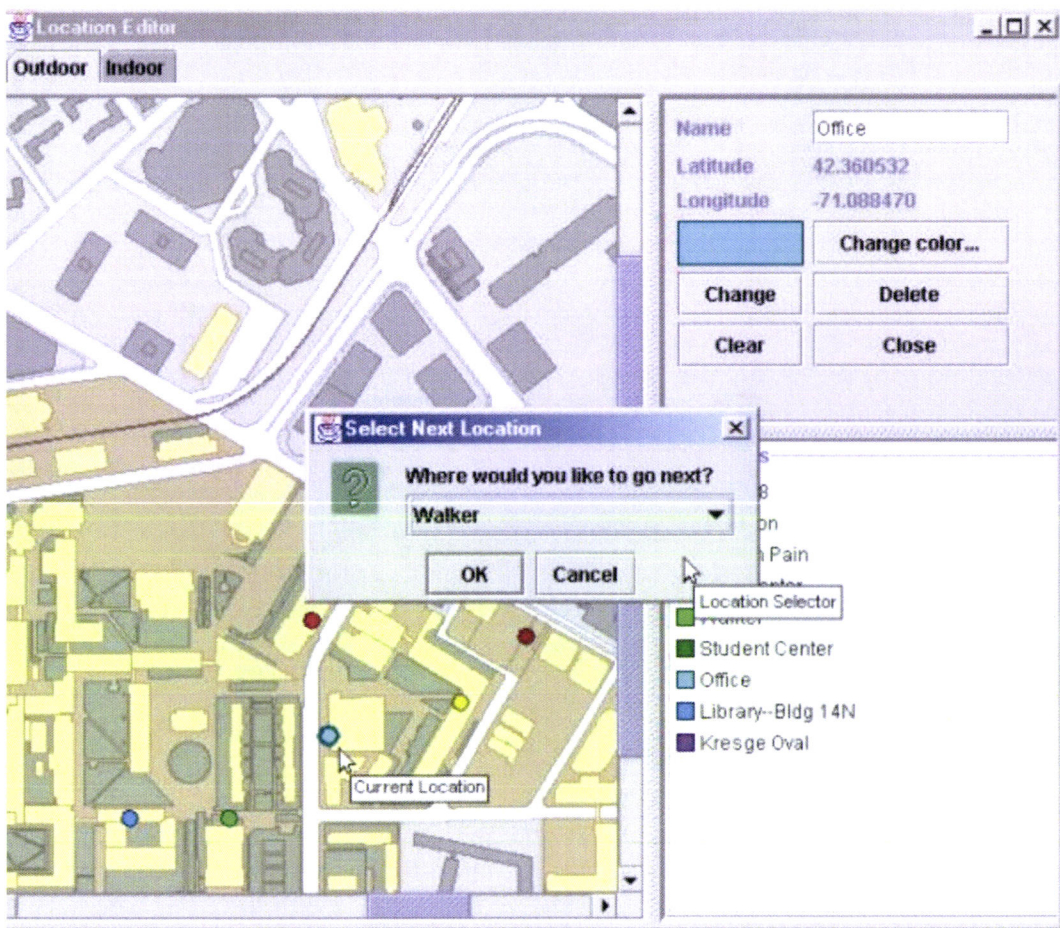 Location Editor
Outdoor Indoor
Name Office
Latitude 42.360532
Longitude -71.088470
Change color...
Change Delete
Clear Close
Select Next Location
Where would you like to go next?
Walker
OK Cancel
Pain
Location Selector
Walker
Student Center
Office
Library--Bldg 14N
Kresge Oval
Current Location